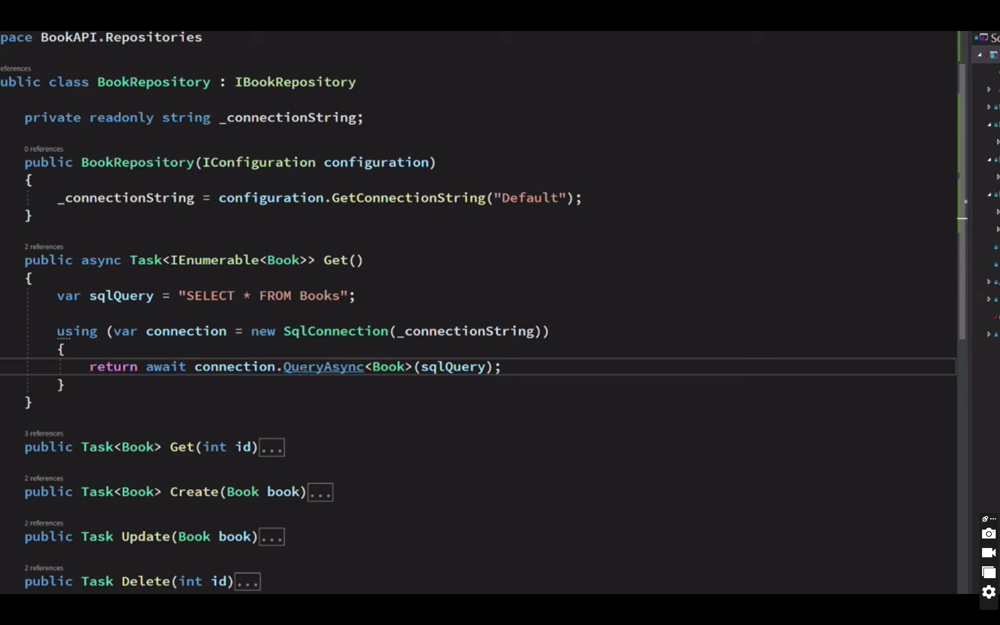 pace BookAPI.Repositories
eferences
ublic class BookRepository : IBookRepository
private readonly string _connectionString;
0 references
public BookRepository(IConfiguration configuration)
{
_connectionString = configuration.GetConnectionString("Default");
}
2 references
public async Task<IEnumerable<Book>> Get()
{
var sqlQuery = "SELECT * FROM Books";
using (var connection = new SqlConnection(_connectionString))
{
return await connection.QueryAsync<Book>(sqlQuery);
}
}
3 references
public Task<Book> Get(int id)...
2 references
public Task<Book> Create(Book book)...
2 references
public Task Update(Book book)...
2 references
public Task Delete(int id)...